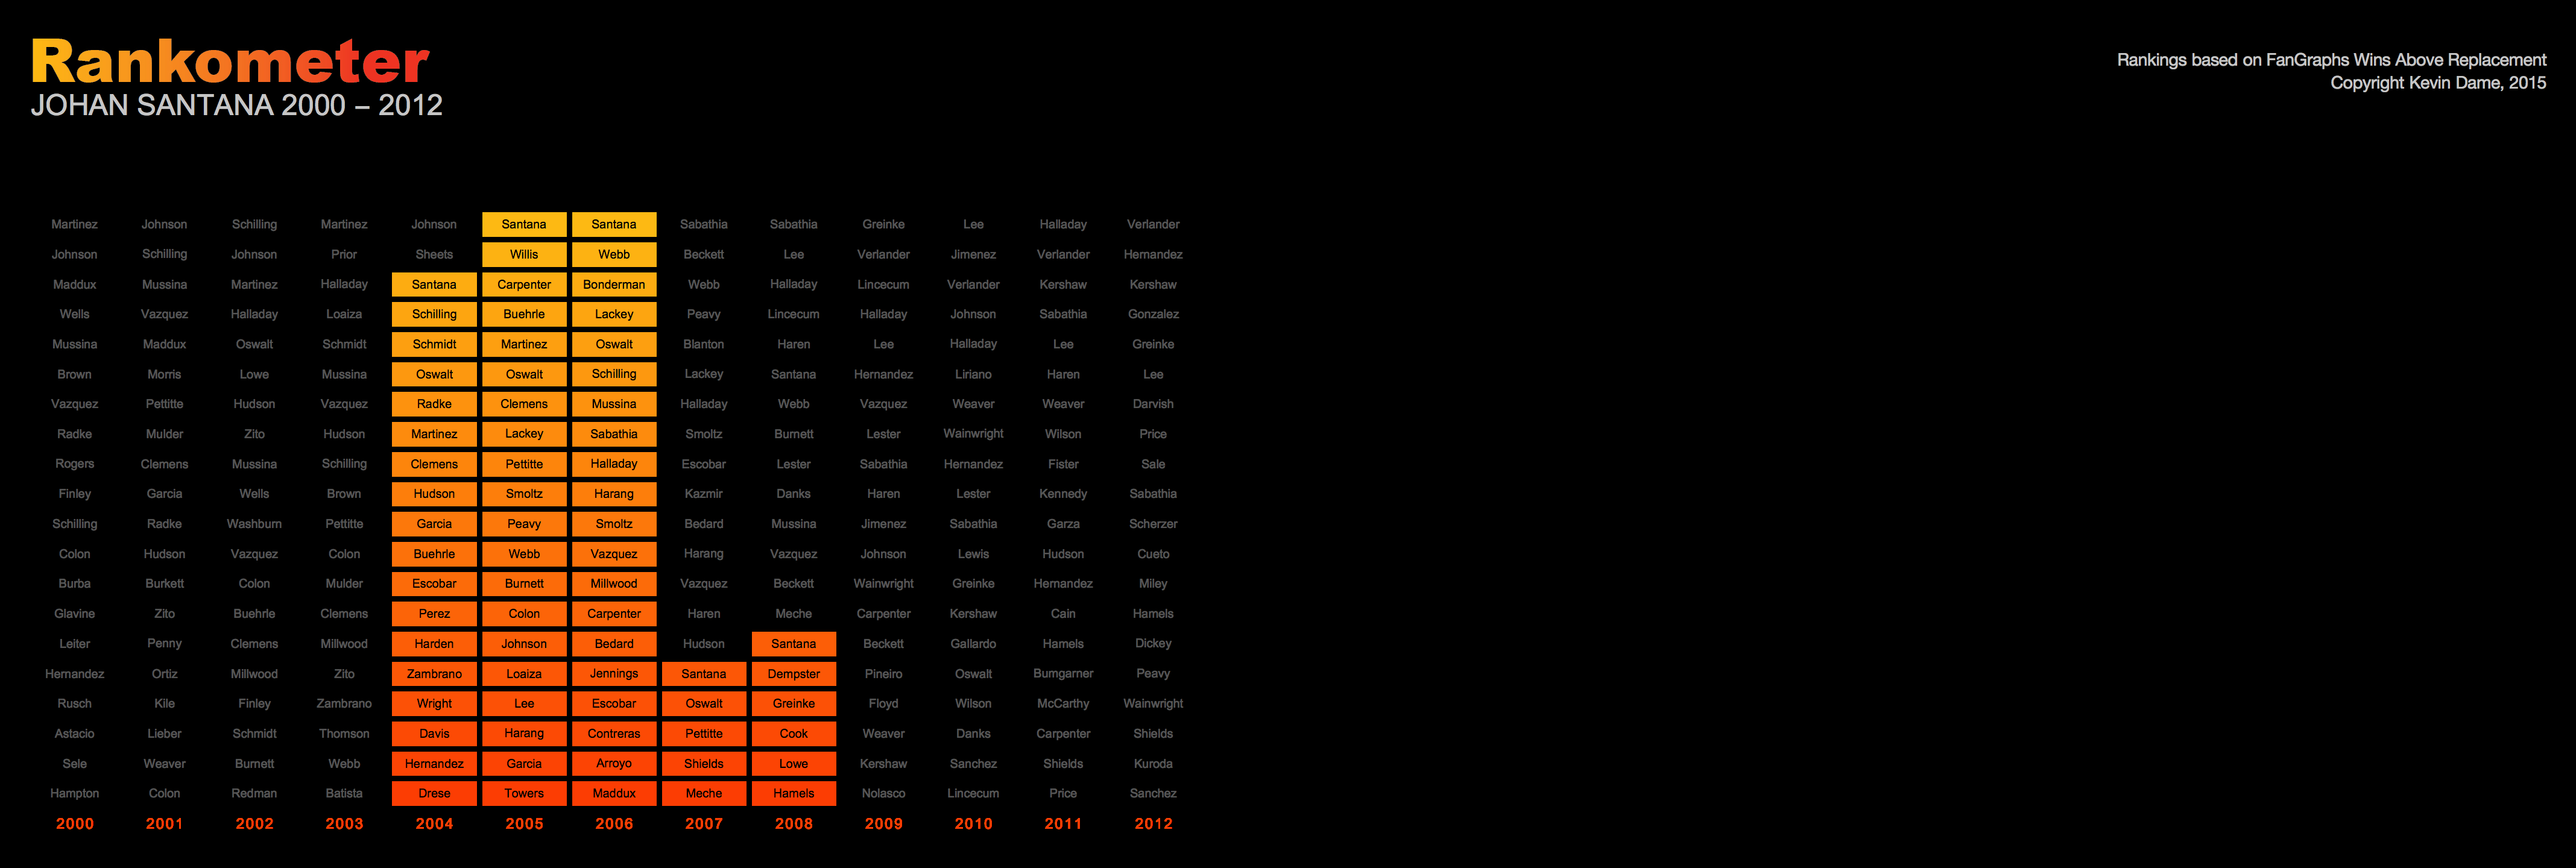 Rankometer
JOHAN SANTANA 2000 – 2012
Rankings based on FanGraphs Wins Above Replacement
Copyright Kevin Dame, 2015
Martinez Johnson Schilling Martinez Johnson Santana Santana Sabathia Sabathia Greinke Lee Halladay Verlander
Johnson Schilling Johnson Prior Sheets Willis Webb Beckett Lee Verlander Jimenez Verlander Hernandez
Maddux Mussina Martinez Halladay Santana Carpenter Bonderman Webb Halladay Lincecum Verlander Kershaw Kershaw
Wells Vazquez Halladay Loaiza Schilling Buehrle Lackey Peavy Lincecum Halladay Johnson Sabathia Gonzalez
Mussina Maddux Oswalt Schmidt Schmidt Martinez Oswalt Blanton Haren Lee Halladay Lee Greinke
Brown Morris Lowe Mussina Oswalt Oswalt Schilling Lackey Santana Hernandez Liriano Haren Lee
Vazquez Pettitte Hudson Vazquez Radke Clemens Mussina Halladay Webb Vazquez Weaver Weaver Darvish
Radke Mulder Zito Hudson Martinez Lackey Sabathia Smoltz Burnett Lester Wainwright Wilson Price
Rogers Clemens Mussina Schilling Clemens Pettitte Halladay Escobar Lester Sabathia Hernandez Fister Sale
Finley Garcia Wells Brown Hudson Smoltz Harang Kazmir Danks Haren Lester Kennedy Sabathia
Schilling Radke Washburn Pettitte Garcia Peavy Smoltz Bedard Mussina Jimenez Sabathia Garza Scherzer
Colon Hudson Vazquez Colon Buehrle Webb Vazquez Harang Vazquez Johnson Lewis Hudson Cueto
Burba Burkett Colon Mulder Escobar Burnett Millwood Vazquez Beckett Wainwright Greinke Hernandez Miley
Glavine Zito Buehrle Clemens Perez Colon Carpenter Haren Meche Carpenter Kershaw Cain Hamels
Leiter Penny Clemens Millwood Harden Johnson Bedard Hudson Santana Beckett Gallardo Hamels Dickey
Hernandez Ortiz Millwood Zito Zambrano Loaiza Jennings Santana Dempster Pineiro Oswalt Bumgarner Peavy
Rusch Kile Finley Zambrano Wright Lee Escobar Oswalt Greinke Floyd Wilson McCarthy Wainwright
Astacio Lieber Schmidt Thomson Davis Harang Contreras Pettitte Cook Weaver Danks Carpenter Shields
Sele Weaver Burnett Webb Hernandez Garcia Arroyo Shields Lowe Kershaw Sanchez Shields Kuroda
Hampton Colon Redman Batista Drese Towers Maddux Meche Hamels Nolasco Lincecum Price Sanchez
2000 2001 2002 2003 2004 2005 2006 2007 2008 2009 2010 2011 2012